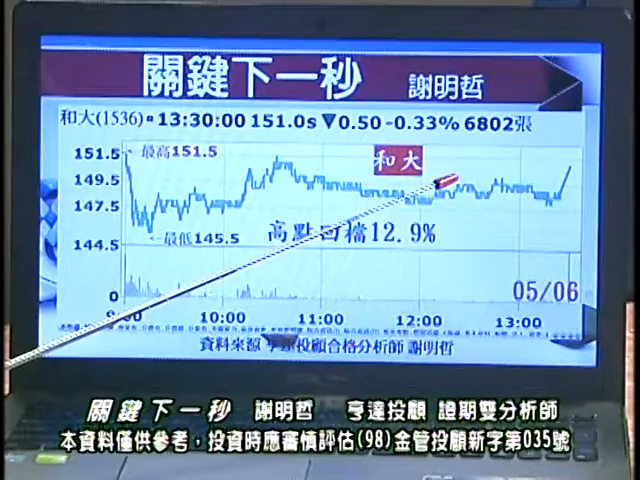 關鍵下一秒 謝明哲
和大(1536) 13:30:00 151.0s▼0.50 -0.33% 6802張
151.5 ←最高151.5 和大
149.5
147.5
←最低145.5 高點回檔12.9%
144.5
05/06
0
10:00 11:00 12:00 13:00
資料來源 亨達投顧合格分析師 謝明哲
關鍵下一秒 謝明哲 亨達投顧 證期雙分析師
本資料僅供參考,投資時應審慎評估(98)金管投顧新字第035號